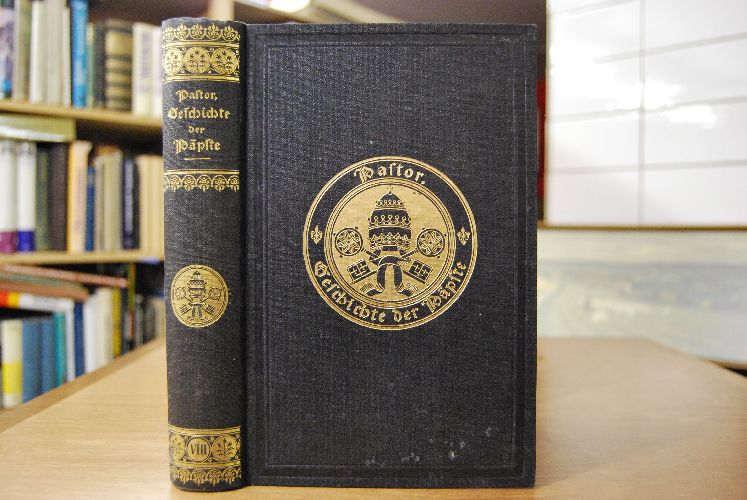 Paſtor,
Geſchichte
der
Päpſte
VIII
Paſtor,
Geſchichte der Päpſte